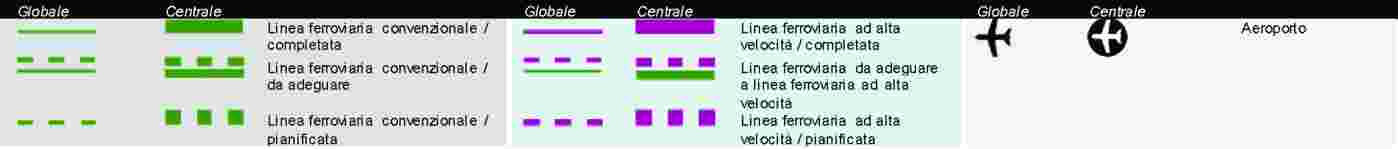 Globale Centrale
Linea ferroviaria convenzionale /
completata
Linea ferroviaria convenzionale /
da adeguare
Linea ferroviaria convenzionale /
pianificata
Globale Centrale
Linea ferroviaria ad alta
velocità / completata
Linea ferroviaria da adeguare
a linea ferroviaria ad alta
velocità
Linea ferroviaria ad alta
velocità / pianificata
Globale Centrale
Aeroporto